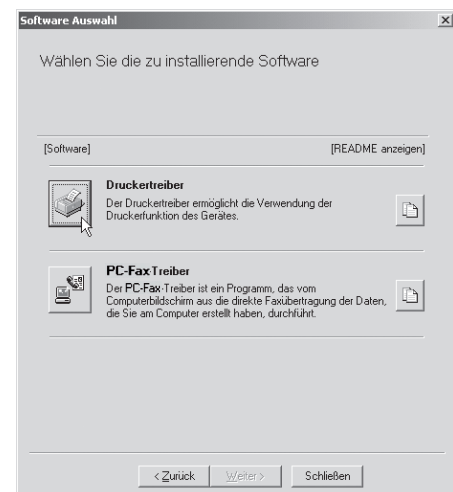 Software Auswahl
Wählen Sie die zu installierende Software
[Software] [README anzeigen]
Druckertreiber
Der Druckertreiber ermöglicht die Verwendung der
Druckerfunktion des Gerätes.
PC-Fax-Treiber
Der PC-Fax-Treiber ist ein Programm, das vom
Computerbildschirm aus die direkte Faxübertragung der Daten,
die Sie am Computer erstellt haben, durchführt.
< Zurück Weiter > Schließen